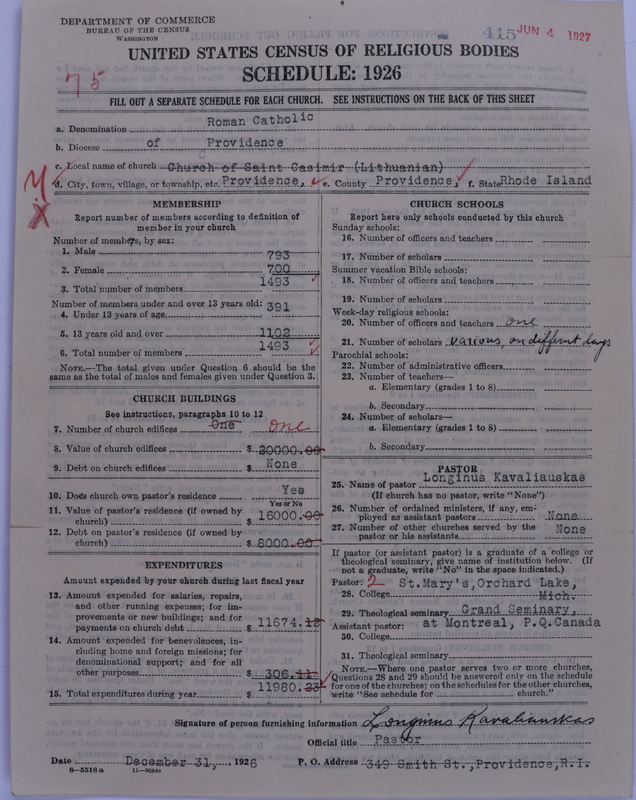 DEPARTMENT OF COMMERCE
BUREAU OF THE CENSUS
WASHINGTON
415 JUN 4 1927
UNITED STATES CENSUS OF RELIGIOUS BODIES
SCHEDULE: 1926
75
FILL OUT A SEPARATE SCHEDULE FOR EACH CHURCH. SEE INSTRUCTIONS ON THE BACK OF THIS SHEET
a. Denomination Roman Catholic
b. Diocese of Providence
c. Local name of church Church of Saint Casimir (Lithuanian)
d. City, town, village, or township, etc. Providence, e. County Providence, f. State Rhode Island
MEMBERSHIP
Report number of members according to definition of
member in your church
Number of members, by sex:
1. Male 793
2. Female 700
3. Total number of members 1493
Number of members under and over 13 years old:
4. Under 13 years of age 391
5. 13 years old and over 1102
6. Total number of members 1493
NOTE.—The total given under Question 6 should be
same as the total of males and females given under Question 3.
CHURCH BUILDINGS
See instructions, paragraphs 10 to 12
7. Number of church edifices One One
8. Value of church edifices $ 20000.00
9. Debt on church edifices $ None
10. Does church own pastor's residence Yes
Yes or No
11. Value of pastor's residence (if owned by
church) $ 16000.00
12. Debt on pastor's residence (if owned by
church) $ 8000.00
EXPENDITURES
Amount expended by your church during last fiscal year
13. Amount expended for salaries, repairs,
and other running expenses; for im-
provements or new buildings; and for
payments on church debt $ 11674.12
14. Amount expended for benevolences, in-
cluding home and foreign missions; for
denominational support; and for all
other purposes $ 306.11
15. Total expenditures during year $ 11980.23
CHURCH SCHOOLS
Report here only schools conducted by this church
Sunday schools:
16. Number of officers and teachers
17. Number of scholars
Summer vacation Bible schools:
18. Number of officers and teachers
19. Number of scholars
Week-day religious schools:
20. Number of officers and teachers one
21. Number of scholars various, on different days
Parochial schools:
22. Number of administrative officers
23. Number of teachers—
a. Elementary (grades 1 to 8)
b. Secondary
24. Number of scholars—
a. Elementary (grades 1 to 8)
b. Secondary
PASTOR
25. Name of pastor Longinus Kavaliauskas
(If church has no pastor, write "None")
26. Number of ordained ministers, if any, em-
ployed as assistant pastors None
27. Number of other churches served by the
pastor or his assistants None
If pastor (or assistant pastor) is a graduate of a college or
theological seminary, give name of institution below. (If
not a graduate, write "No" in the space indicated.)
Pastor: 2 St.Mary's,Orchard Lake,
28. College Mich.
29. Theological seminary Grand Seminary,
Assistant pastor: at Montreal, P.Q.Canada
30. College
31. Theological seminary
NOTE.—Where one pastor serves two or more churches,
Questions 28 and 29 should be answered only on the schedule
for one of the churches; on the schedules for the other churches,
write "See schedule for church."
Signature of person furnishing information Longinus Kavaliauskas
Official title Pastor
Date December 31, 1926 P. O. Address 349 Smith St.,Providence,R.I.
8—5518a 11—9054a